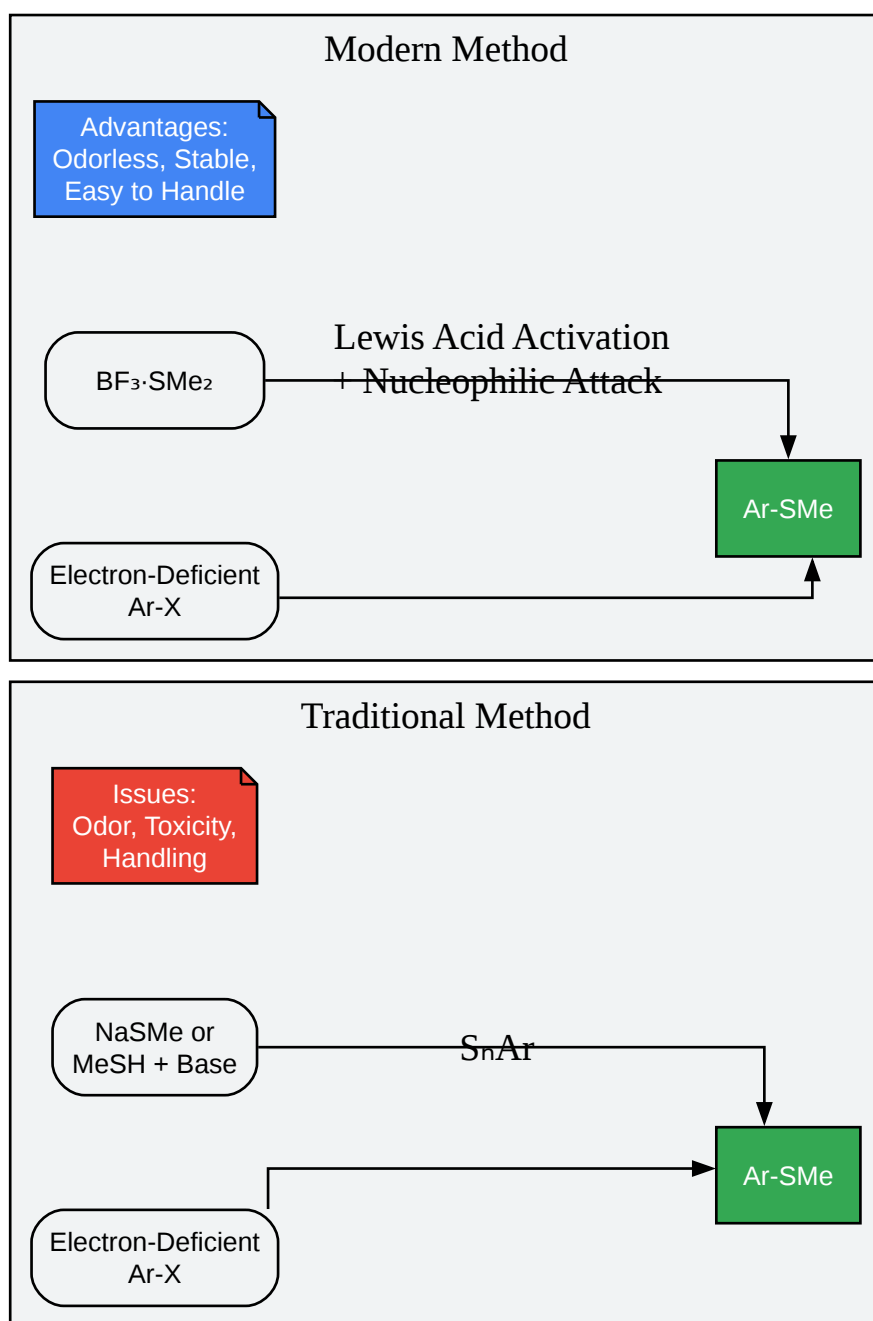 Modern Method
Advantages:
Odorless, Stable,
Easy to Handle
Lewis Acid Activation
+ Nucleophilic Attack
BF₃·SMe₂
Ar-SMe
Electron-Deficient
Ar-X
Traditional Method
Issues:
Odor, Toxicity,
Handling
NaSMe or
MeSH + Base
SₙAr
Ar-SMe
Electron-Deficient
Ar-X